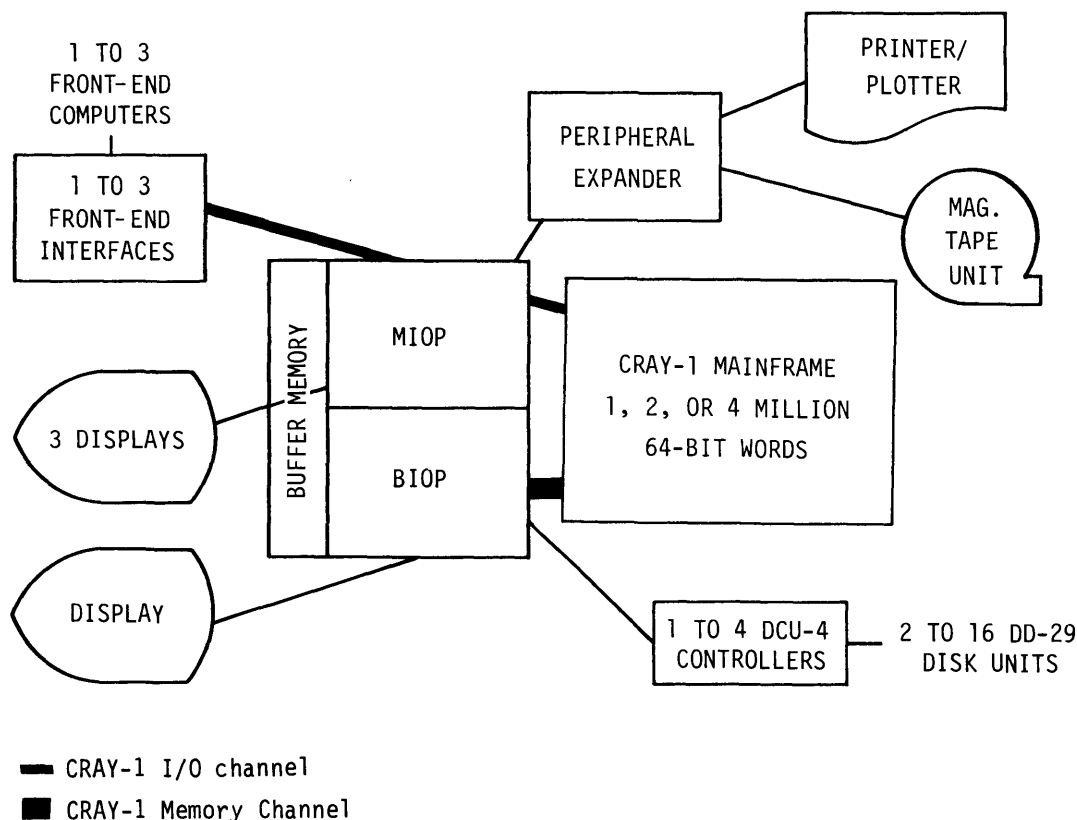 1 TO 3
FRONT-END
COMPUTERS
1 TO 3
FRONT-END
INTERFACES
PERIPHERAL
EXPANDER
PRINTER/
PLOTTER
MAG.
TAPE
UNIT
BUFFER MEMORY
MIOP
BIOP
CRAY-1 MAINFRAME
1, 2, OR 4 MILLION
64-BIT WORDS
3 DISPLAYS
DISPLAY
1 TO 4 DCU-4
CONTROLLERS
2 TO 16 DD-29
DISK UNITS
CRAY-1 I/O channel
CRAY-1 Memory Channel